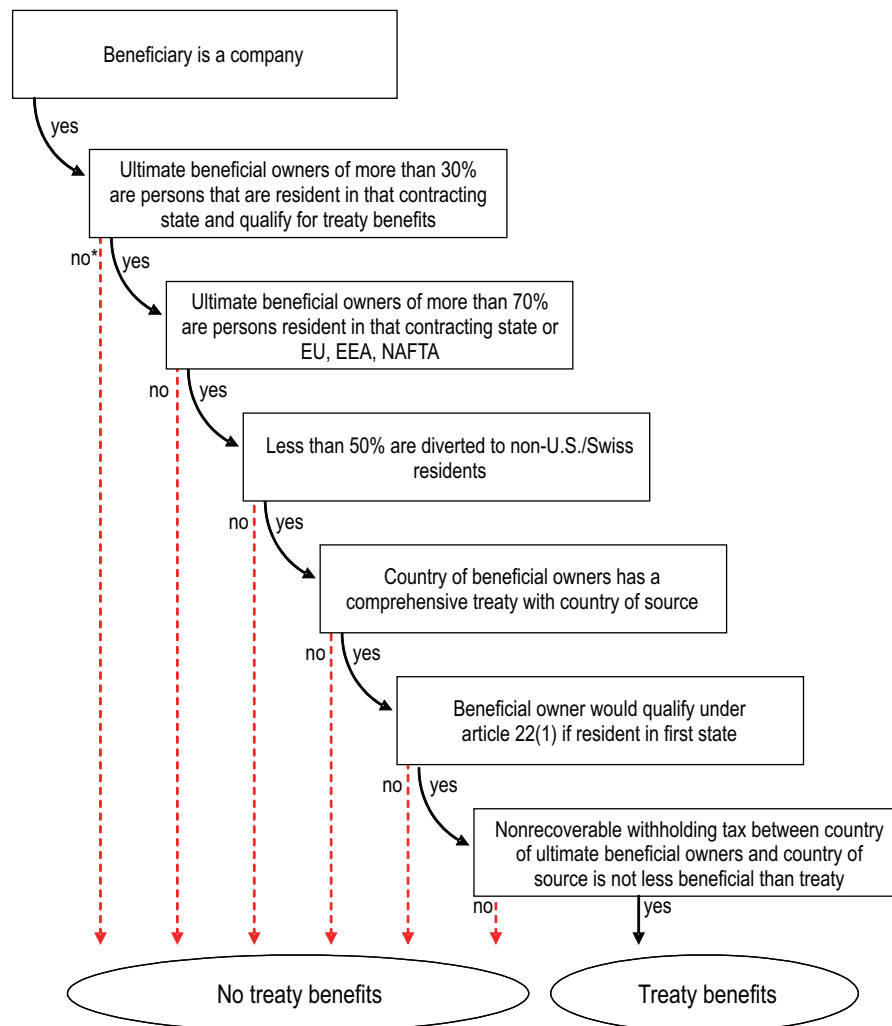 Beneficiary is a company
yes
Ultimate beneficial owners of more than 30%
are persons that are resident in that contracting
state and qualify for treaty benefits
no*
yes
Ultimate beneficial owners of more than 70%
are persons resident in that contracting state or
EU, EEA, NAFTA
no
yes
Less than 50% are diverted to non-U.S./Swiss
residents
no
yes
Country of beneficial owners has a
comprehensive treaty with country of source
no
yes
Beneficial owner would qualify under
article 22(1) if resident in first state
no
yes
Nonrecoverable withholding tax between country
of ultimate beneficial owners and country of
source is not less beneficial than treaty
no
yes
No treaty benefits
Treaty benefits